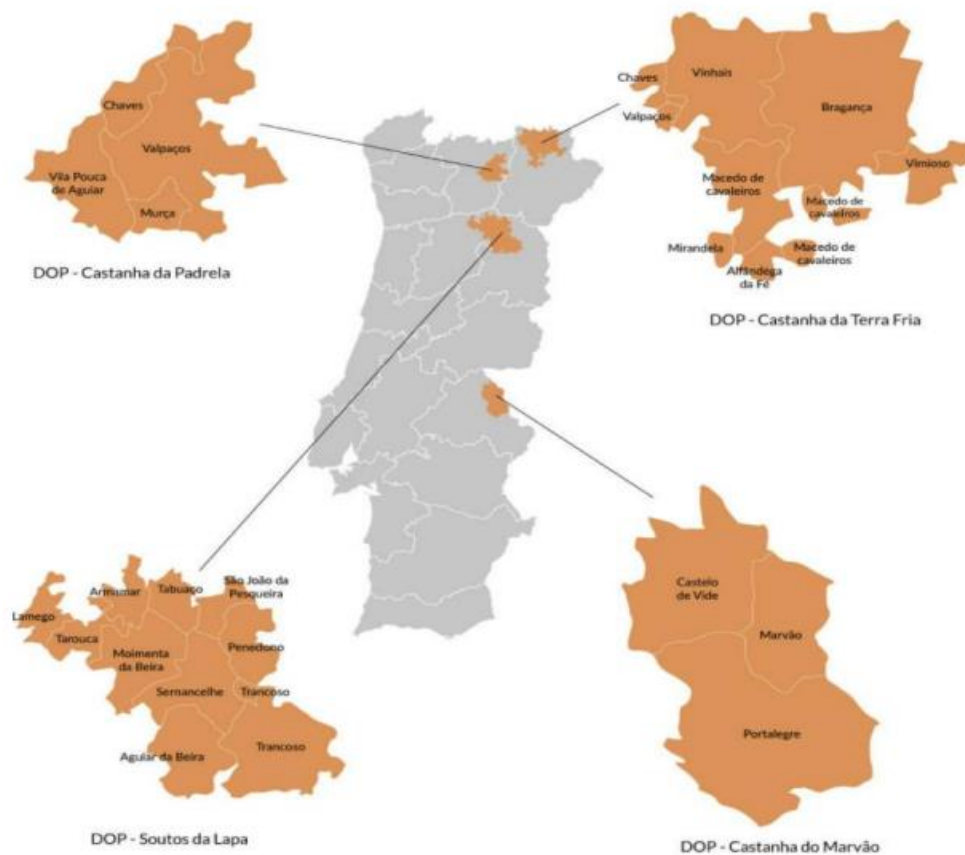 Chaves
Valpaços
Vila Pouca
de Aguiar
Murça
DOP - Castanha da Padrela
Chaves
Vinhais
Bragança
Valpaços
Vimioso
Macedo de
cavaleiros
Macedo de
cavaleiros
Mirandela
Macedo de
cavaleiros
Alfândega
da Fé
DOP - Castanha da Terra Fria
Lamego
Armamar
Tabuaço
São João da
Pesqueira
Tarouca
Moimenta
da Beira
Penedono
Sernancelhe
Trancoso
Aguiar da Beira
Trancoso
DOP - Soutos da Lapa
Castelo
de Vide
Marvão
Portalegre
DOP - Castanha do Marvão